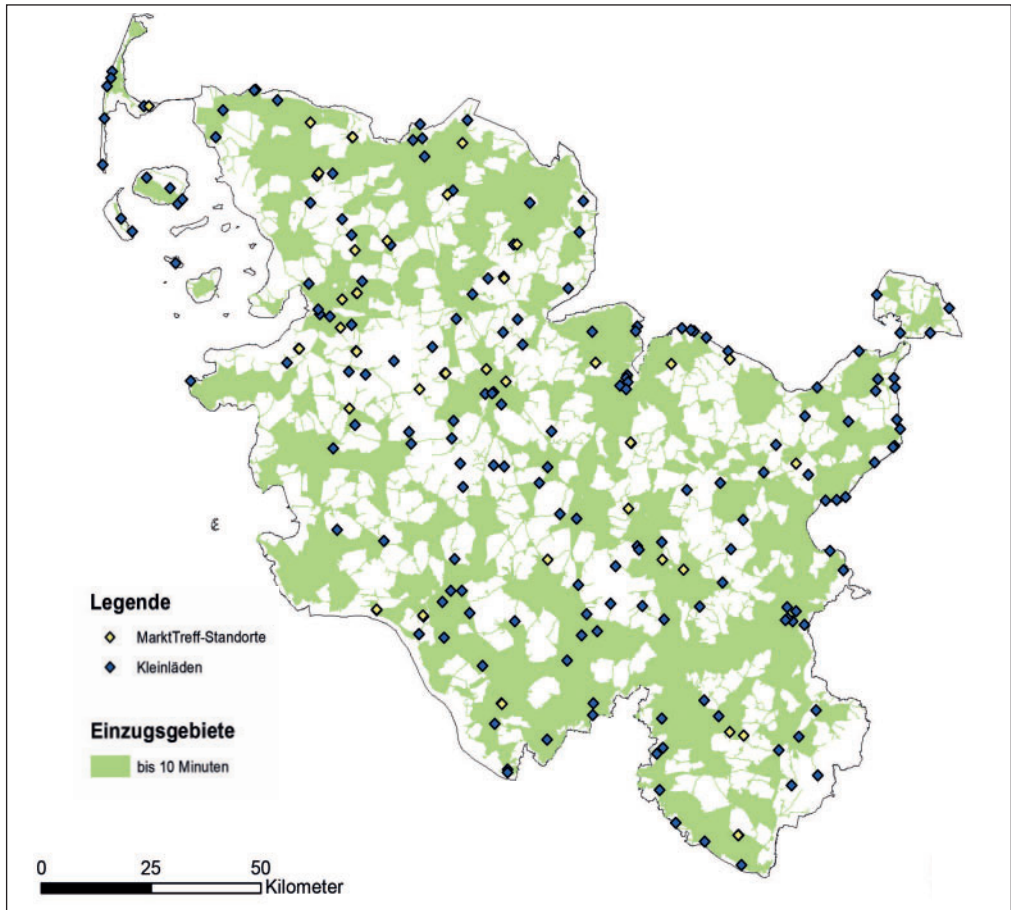 Legende
MarktTreff-Standorte
Kleinläden
Einzugsgebiete
bis 10 Minuten
0 25 50
Kilometer